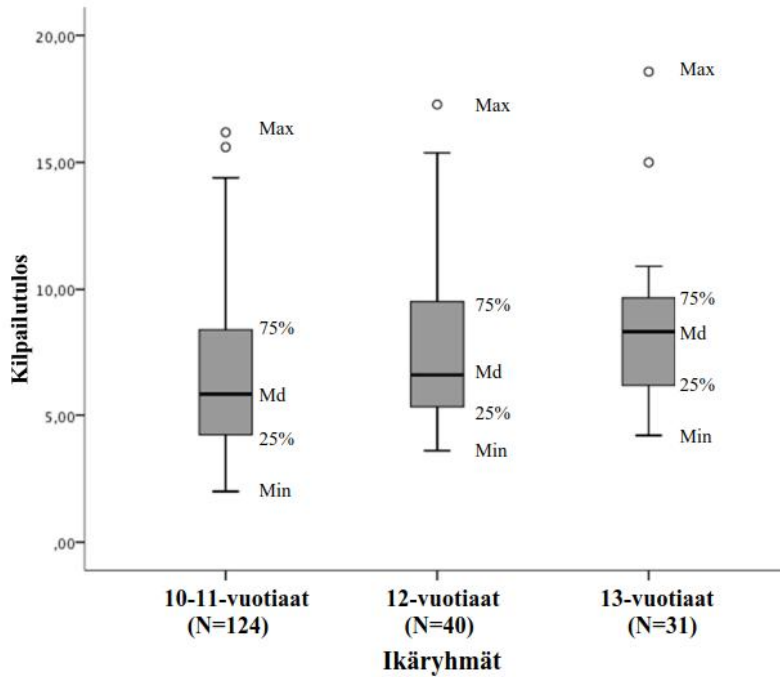 20,00
15,00
10,00
5,00
,00
Kilpailutulos
Max
75%
Md
25%
Min
Max
75%
Md
25%
Min
Max
75%
Md
25%
Min
10-11-vuotiaat
(N=124)
12-vuotiaat
(N=40)
13-vuotiaat
(N=31)
Ikäryhmät